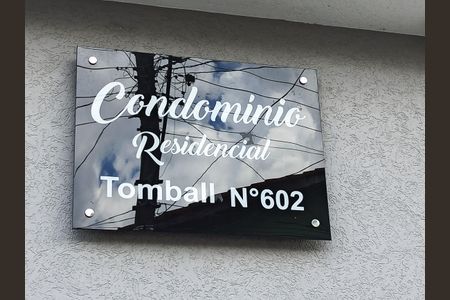 Condominio
Residencial
Tomball N°602